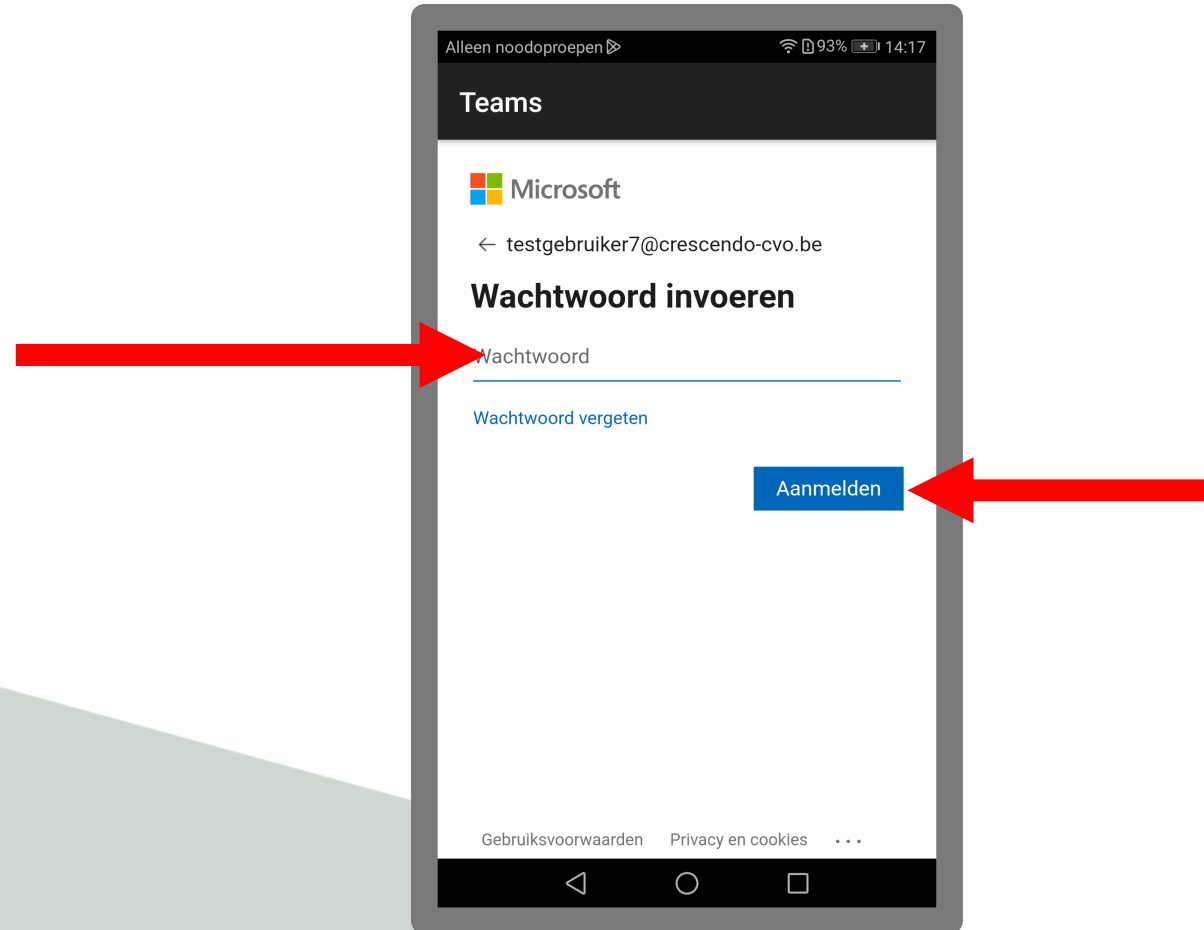 Alleen noodoproepen 93% 14:17
Teams
Microsoft
testgebruiker7@crescendo-cvo.be
Wachtwoord invoeren
Wachtwoord
Wachtwoord vergeten
Aanmelden
Gebruiksvoorwaarden Privacy en cookies ...